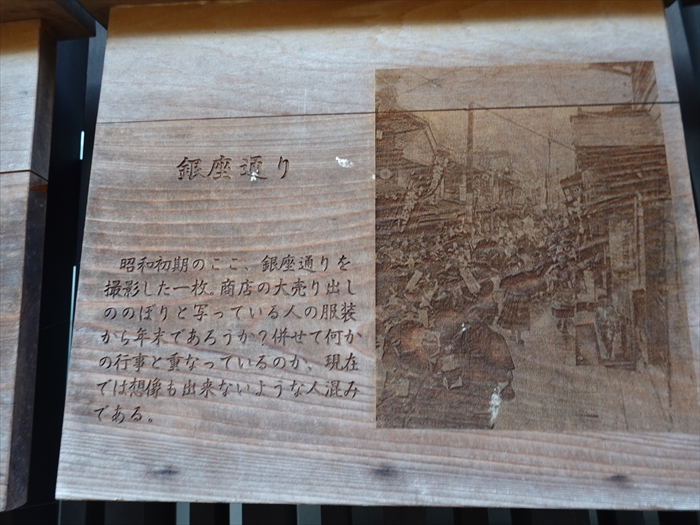 銀座通り
昭和初期のここ、銀座通りを
撮影した一枚。商店の大売り出し
ののぼりと写っている人の服装
から年末であろうか?併せて何か
の行事と重なっているのか、現在
では想像も出来ないような人混み
である。